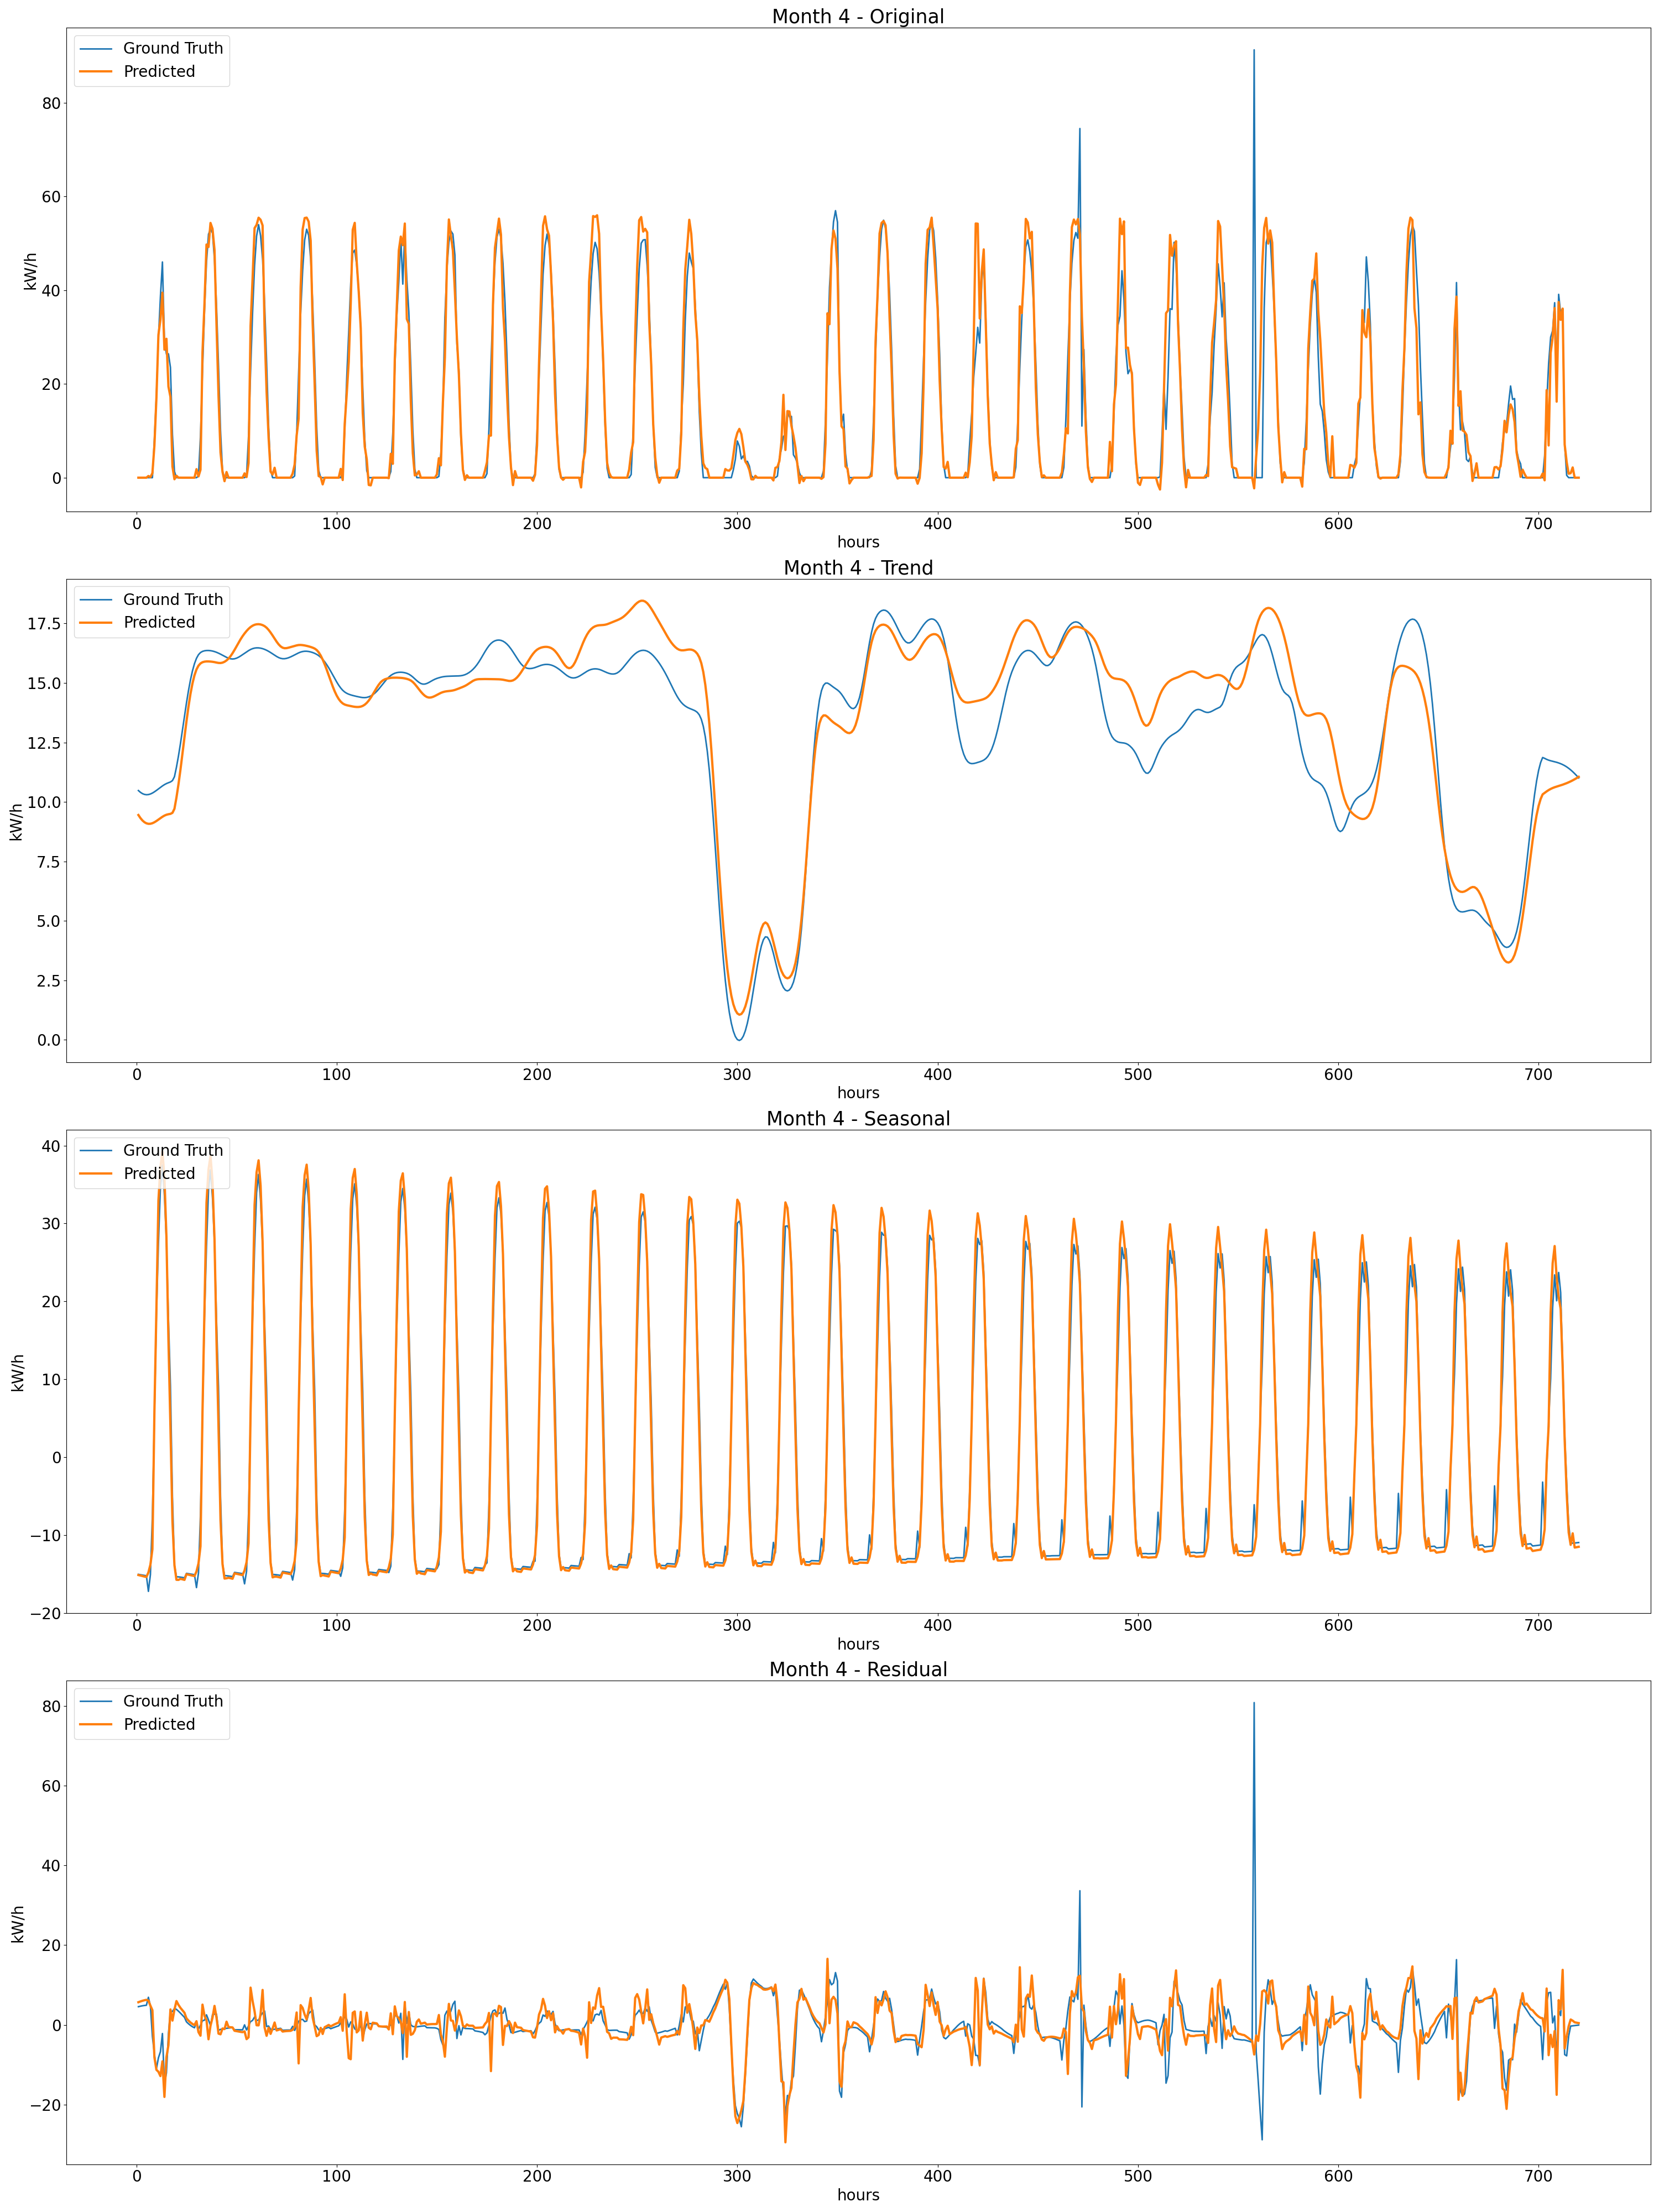 Month 4 - Original
Ground Truth
Predicted
80
60
40
20
0
kW/h
0 100 200 300 400 500 600 700
hours
Month 4 - Trend
Ground Truth
Predicted
17.5
15.0
12.5
10.0
7.5
5.0
2.5
0.0
kW/h
0 100 200 300 400 500 600 700
hours
Month 4 - Seasonal
Ground Truth
Predicted
40
30
20
10
0
−10
−20
kW/h
0 100 200 300 400 500 600 700
hours
Month 4 - Residual
Ground Truth
Predicted
80
60
40
20
0
−20
kW/h
0 100 200 300 400 500 600 700
hours